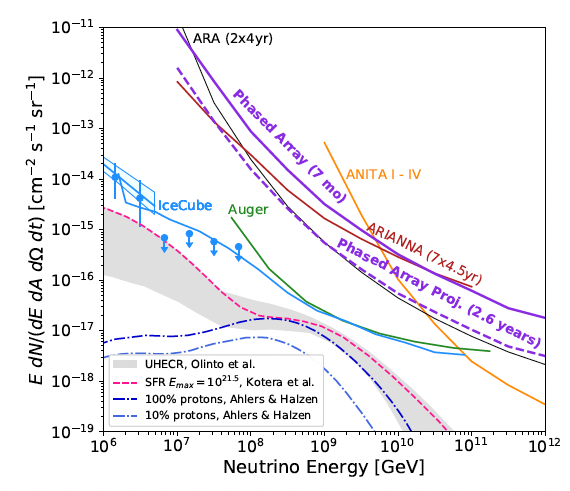 10⁻¹¹
10⁻¹²
10⁻¹³
10⁻¹⁴
10⁻¹⁵
10⁻¹⁶
10⁻¹⁷
10⁻¹⁸
10⁻¹⁹
E dN/(dE dA dΩ dt) [cm⁻² s⁻¹ sr⁻¹]
ARA (2x4yr)
Phased Array (7 mo)
ANITA I - IV
IceCube
Auger
ARIANNA (7x4.5yr)
Phased Array Proj. (2.6 years)
UHECR, Olinto et al.
SFR Eₘₐₓ = 10²¹·⁵, Kotera et al.
100% protons, Ahlers & Halzen
10% protons, Ahlers & Halzen
10⁶ 10⁷ 10⁸ 10⁹ 10¹⁰ 10¹¹ 10¹²
Neutrino Energy [GeV]